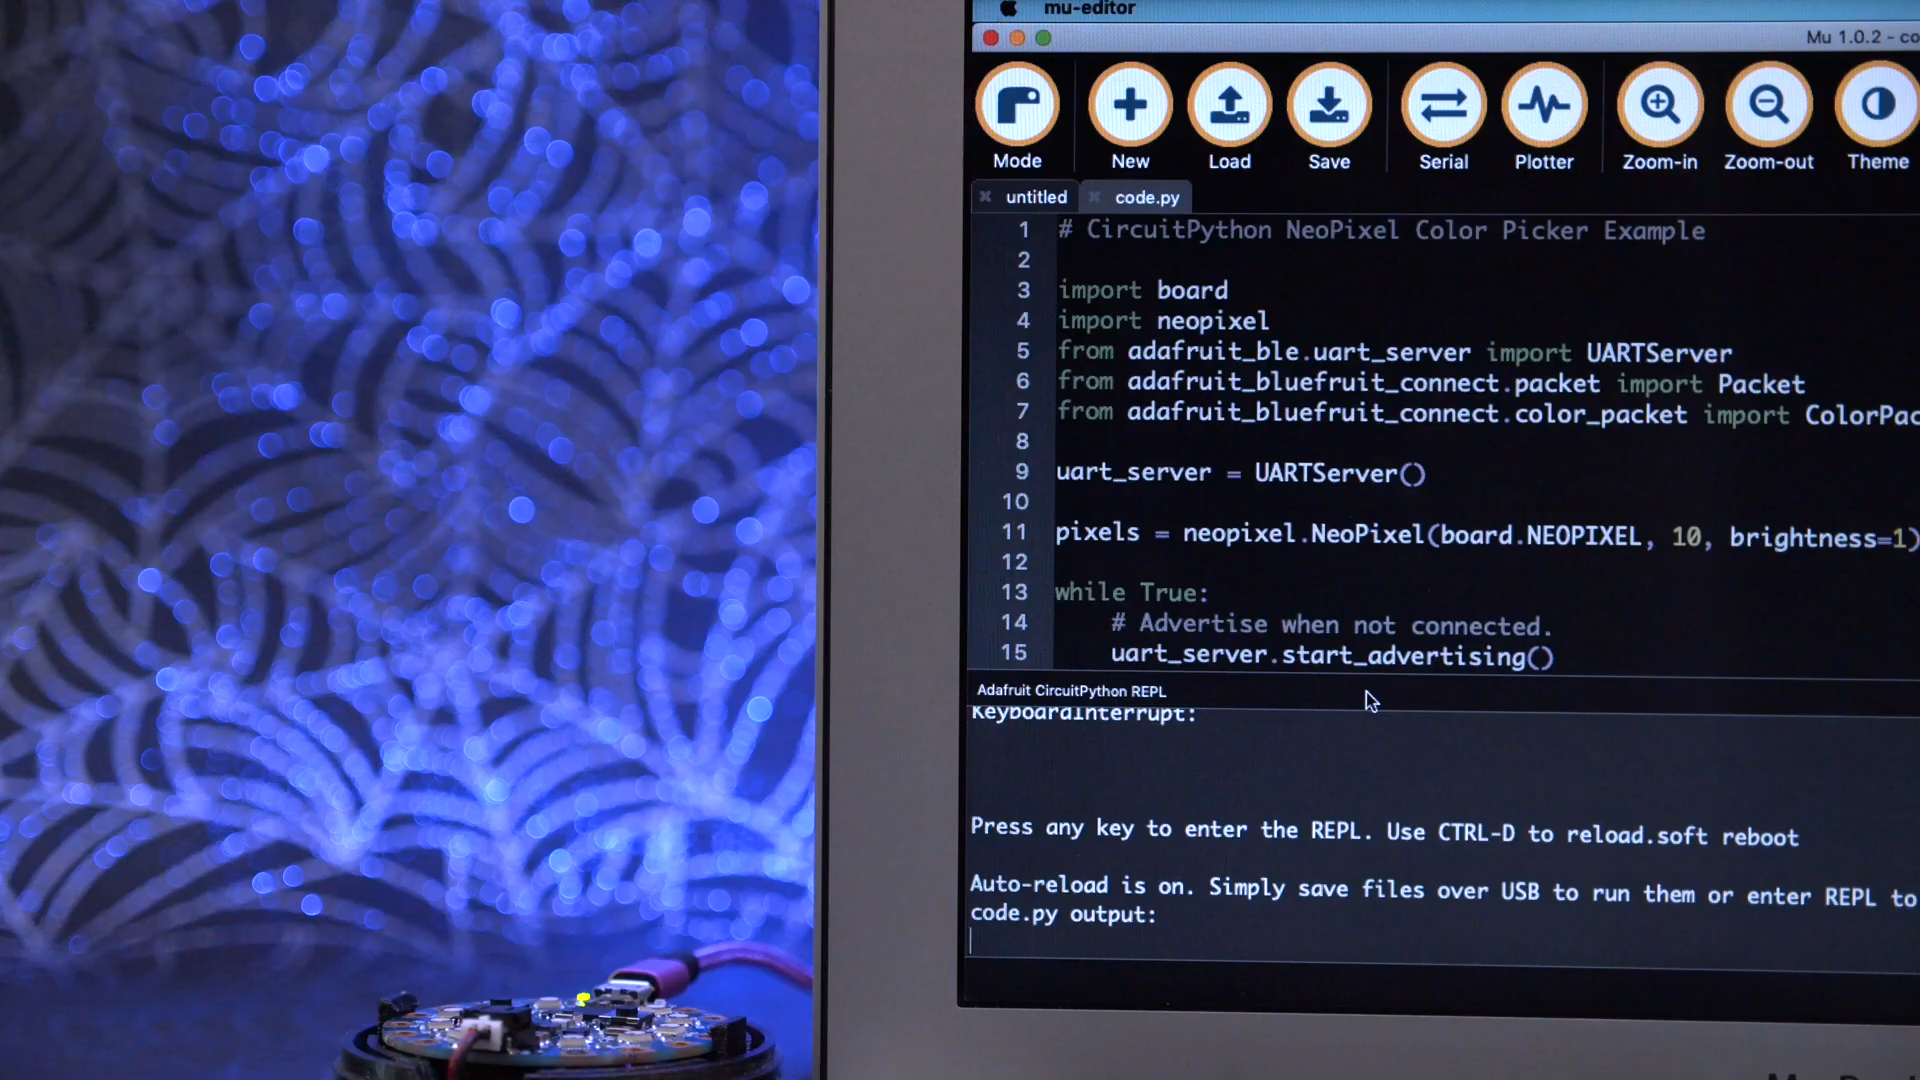 mu-editor
Mu 1.0.2 - co
Mode
New
Load
Save
Serial
Plotter
Zoom-in
Zoom-out
Theme
untitled
code.py
1 # CircuitPython NeoPixel Color Picker Example
2
3 import board
4 import neopixel
5 from adafruit_ble.uart_server import UARTServer
6 from adafruit_bluefruit_connect.packet import Packet
7 from adafruit_bluefruit_connect.color_packet import ColorPac
8
9 uart_server = UARTServer()
10
11 pixels = neopixel.NeoPixel(board.NEOPIXEL, 10, brightness=1)
12
13 while True:
14 # Advertise when not connected.
15 uart_server.start_advertising()
Adafruit CircuitPython REPL
KeyboardInterrupt:
Press any key to enter the REPL. Use CTRL-D to reload.soft reboot
Auto-reload is on. Simply save files over USB to run them or enter REPL to
code.py output: